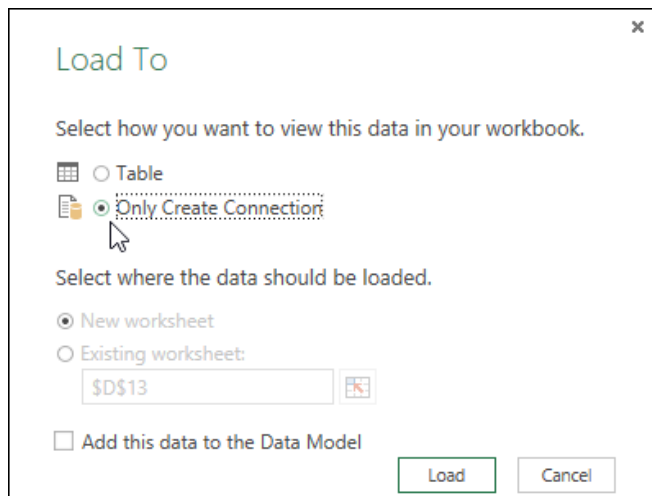 Load To
Select how you want to view this data in your workbook.
Table
Only Create Connection
Select where the data should be loaded.
New worksheet
Existing worksheet:
$D$13
Add this data to the Data Model
Load Cancel